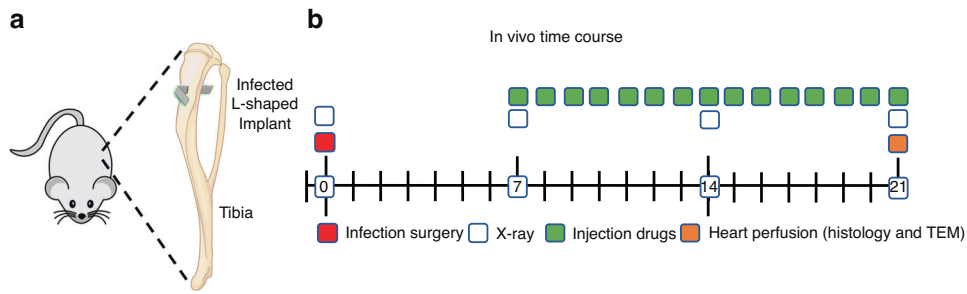 a
Infected
L-shaped
Implant
Tibia
b
In vivo time course
0 7 14 21
Infection surgery X-ray Injection drugs Heart perfusion (histology and TEM)